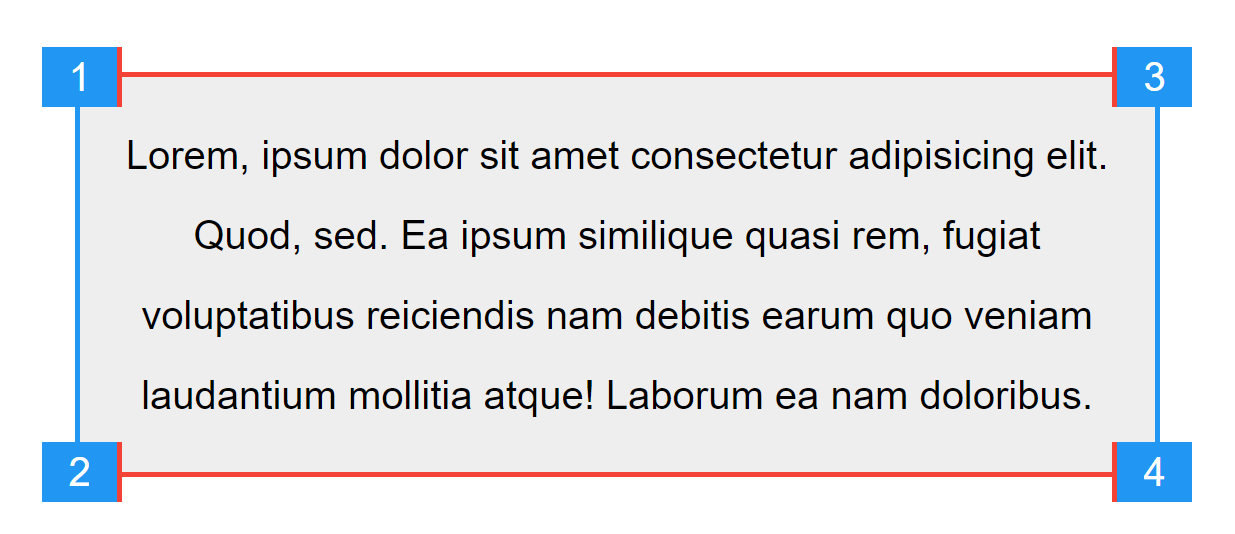 1 3
Lorem, ipsum dolor sit amet consectetur adipisicing elit.
Quod, sed. Ea ipsum similique quasi rem, fugiat
voluptatibus reiciendis nam debitis earum quo veniam
laudantium mollitia atque! Laborum ea nam doloribus.
2 4